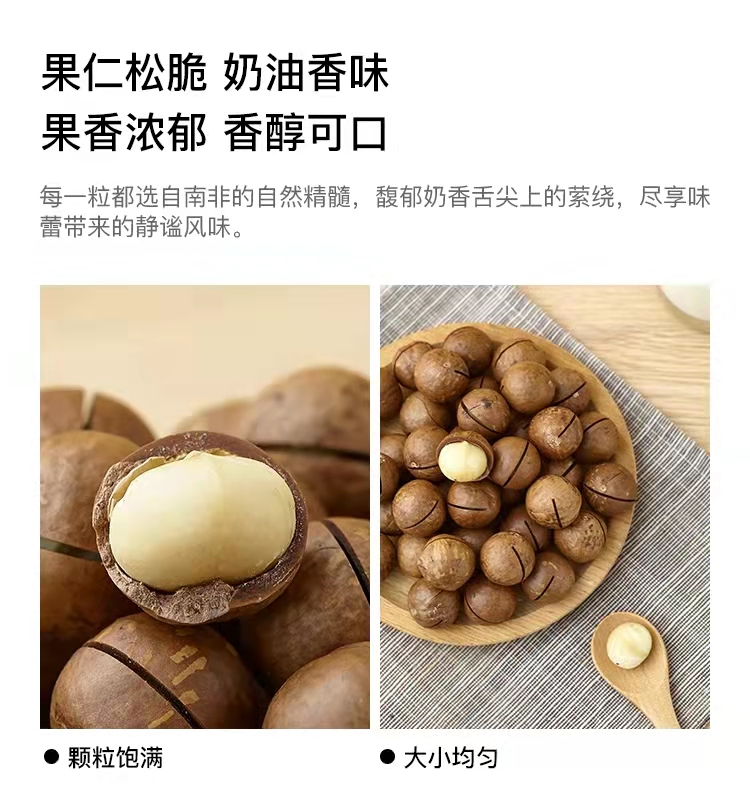 果仁松脆 奶油香味
果香浓郁 香醇可口
每一粒都选自南非的自然精髓，馥郁奶香舌尖上的萦绕，尽享味
蕾带来的静谧风味。
● 颗粒饱满
● 大小均匀